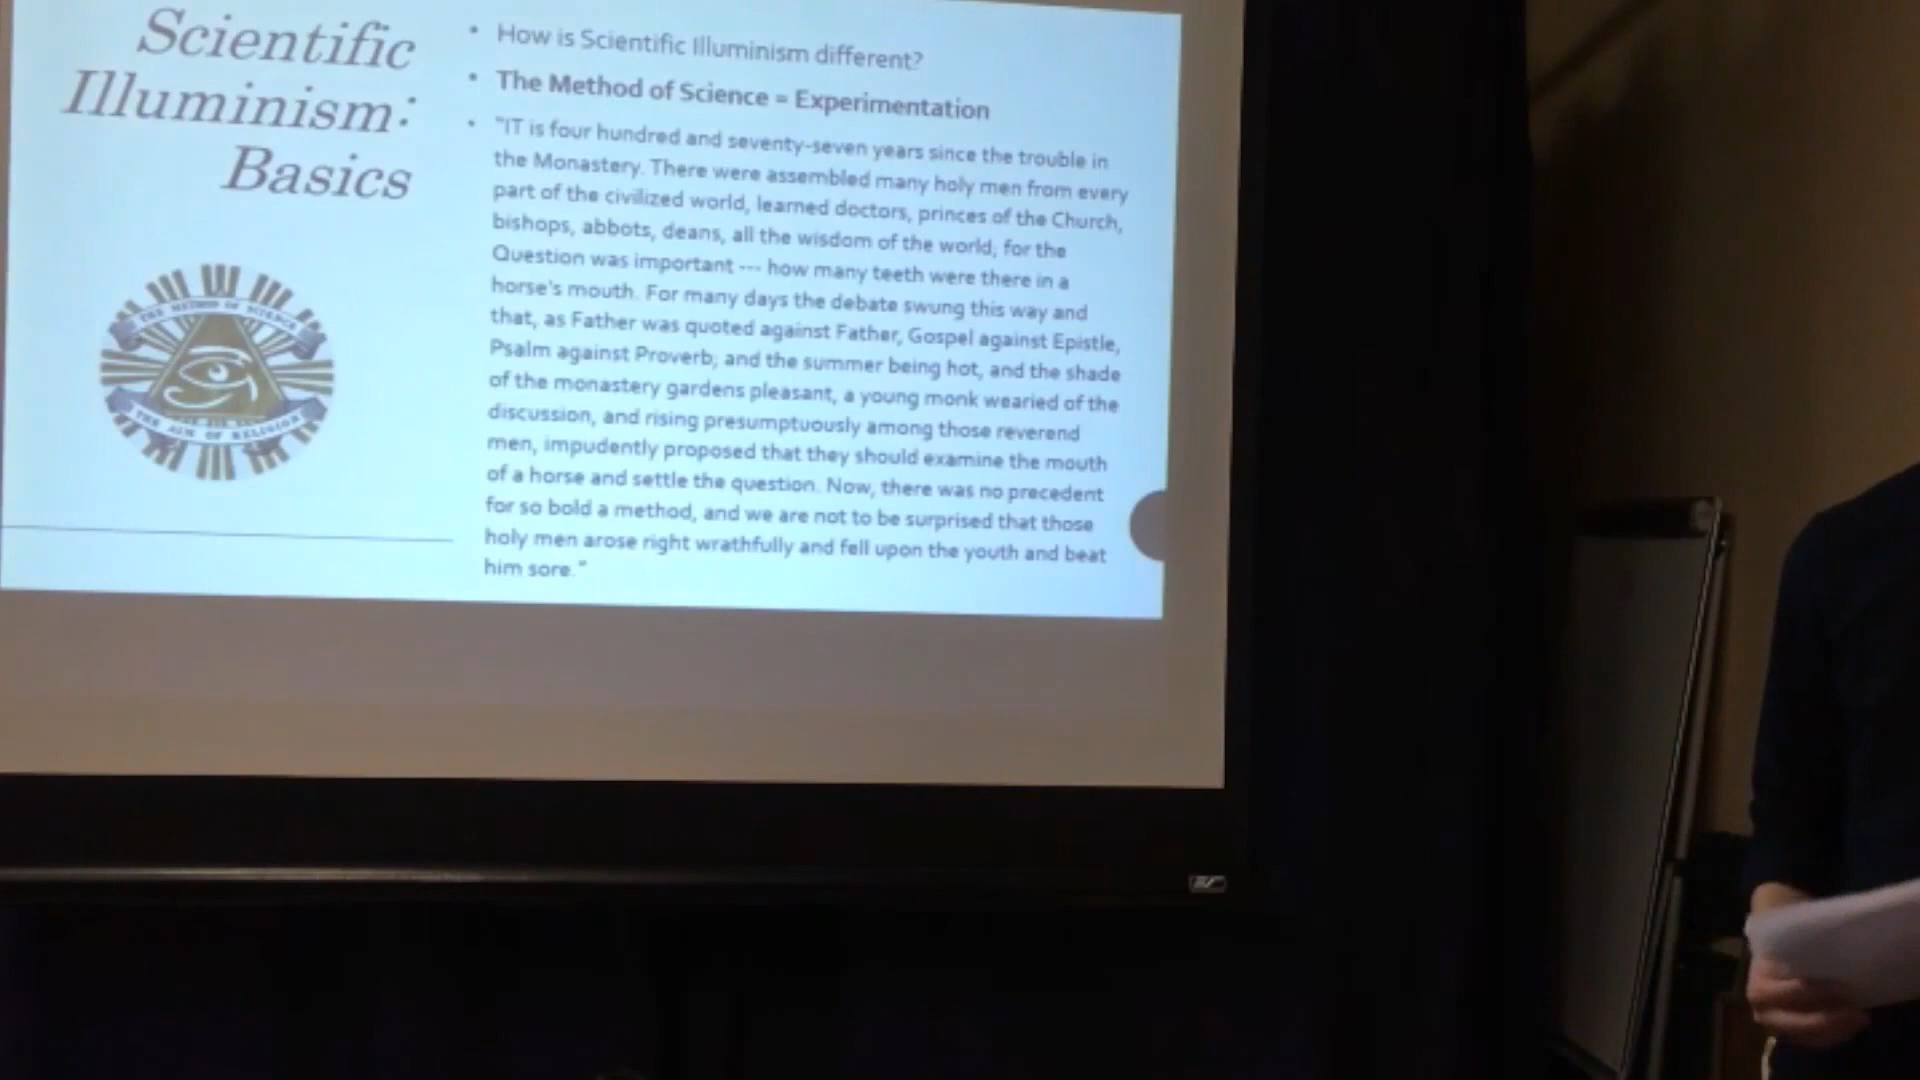 Scientific
Illuminism:
Basics
• How is Scientific Illuminism different?
• The Method of Science = Experimentation
• "IT is four hundred and seventy-seven years since the trouble in
the Monastery. There were assembled many holy men from every
part of the civilized world, learned doctors, princes of the Church,
bishops, abbots, deans, all the wisdom of the world; for the
Question was important --- how many teeth were there in a
horse's mouth. For many days the debate swung this way and
that, as Father was quoted against Father, Gospel against Epistle,
Psalm against Proverb; and the summer being hot, and the shade
of the monastery gardens pleasant, a young monk wearied of the
discussion, and rising presumptuously among those reverend
men, impudently proposed that they should examine the mouth
of a horse and settle the question. Now, there was no precedent
for so bold a method, and we are not to be surprised that those
holy men arose right wrathfully and fell upon the youth and beat
him sore."
THE METHOD OF SCIENCE
THE AIM OF RELIGION